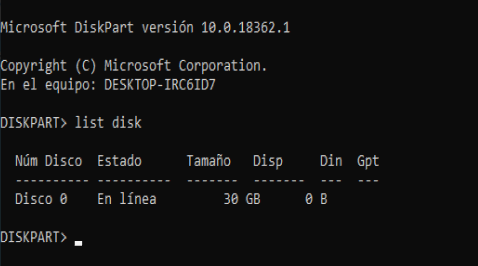 Microsoft DiskPart versión 10.0.18362.1
Copyright (C) Microsoft Corporation.
En el equipo: DESKTOP-IRC6ID7
DISKPART> list disk
Núm Disco  Estado      Tamaño   Disp     Din  Gpt
---------- ----------  -------  -------  ---  ---
Disco 0    En línea        30 GB      0 B
DISKPART>